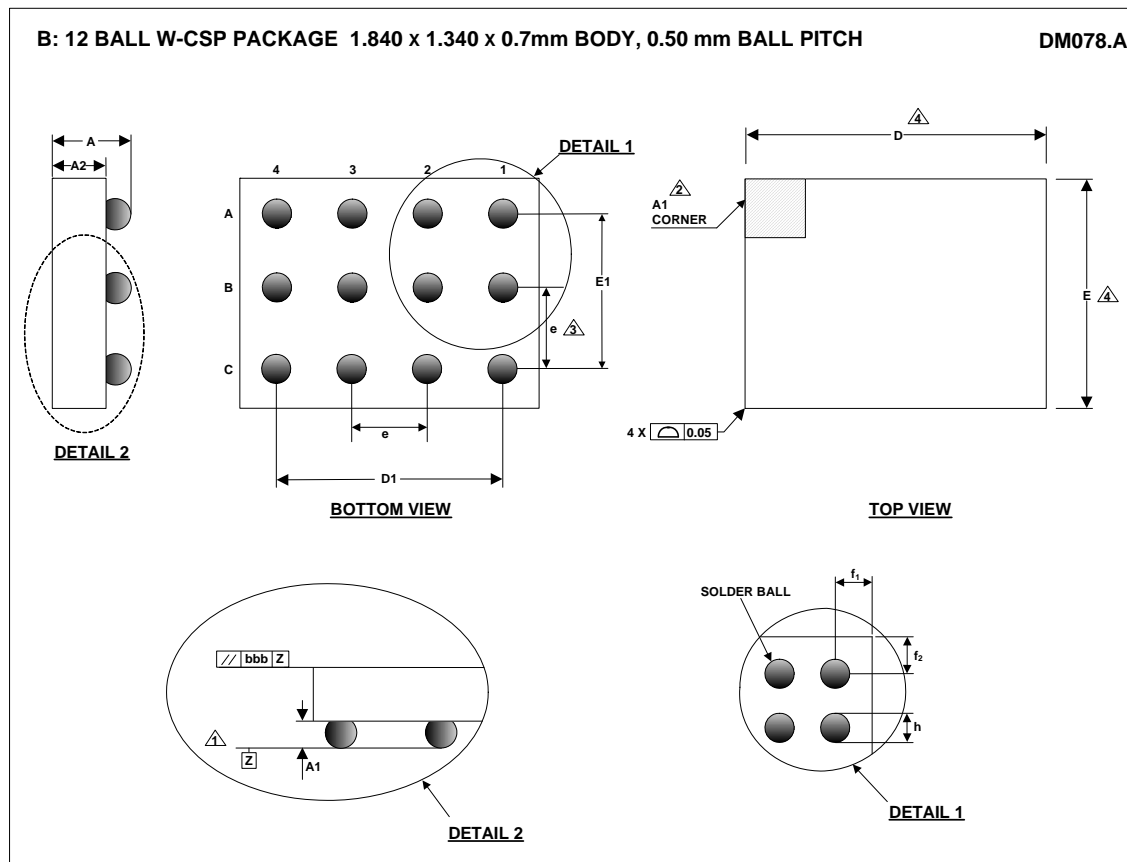 B: 12 BALL W-CSP PACKAGE 1.840 x 1.340 x 0.7mm BODY, 0.50 mm BALL PITCH
DM078.A
A
A2
DETAIL 2
4 3 2 1
DETAIL 1
A
B
C
E1
e 3
e
D1
BOTTOM VIEW
4
D
2
A1
CORNER
E 4
4 X 0.05
TOP VIEW
// bbb Z
1
Z
A1
DETAIL 2
SOLDER BALL
f1
f2
h
DETAIL 1